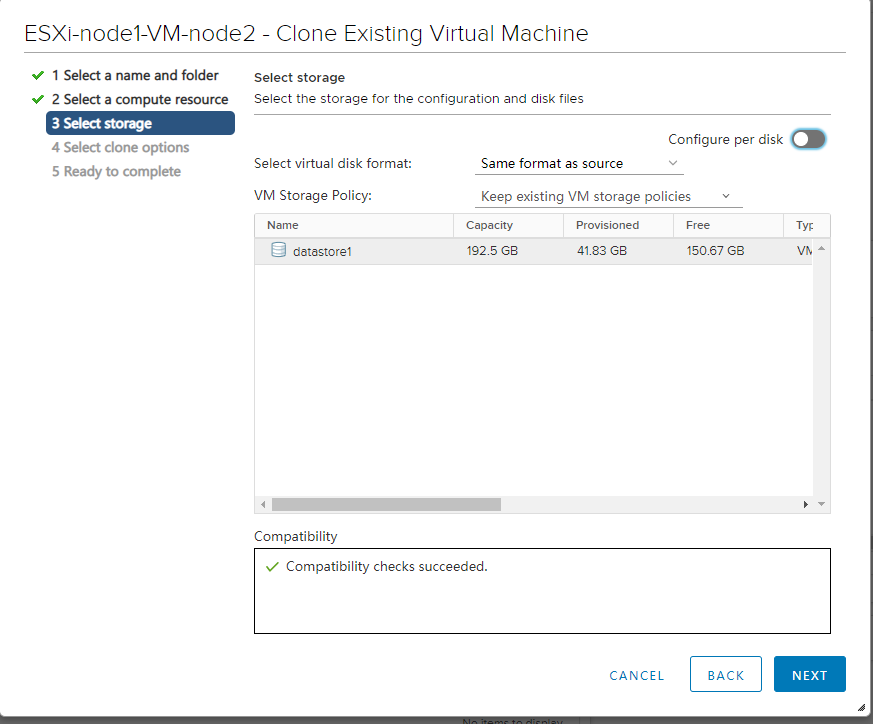 ESXi-node1-VM-node2 - Clone Existing Virtual Machine
1 Select a name and folder
2 Select a compute resource
3 Select storage
4 Select clone options
5 Ready to complete
Select storage
Select the storage for the configuration and disk files
Configure per disk
Select virtual disk format: Same format as source
VM Storage Policy: Keep existing VM storage policies
Name Capacity Provisioned Free Typ
datastore1 192.5 GB 41.83 GB 150.67 GB VM
Compatibility
Compatibility checks succeeded.
CANCEL BACK NEXT
No items to display